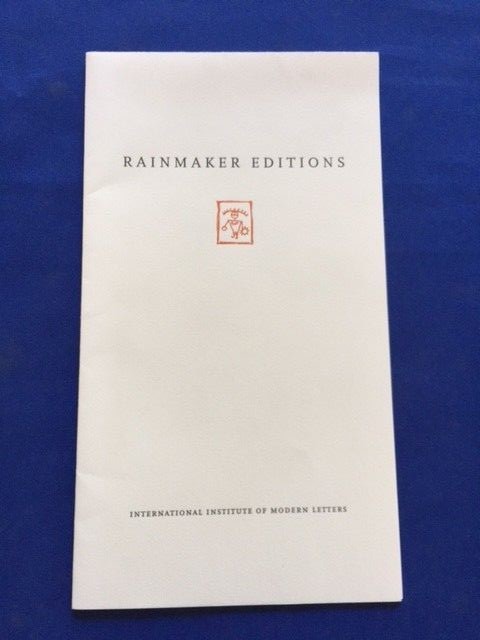 RAINMAKER EDITIONS
INTERNATIONAL INSTITUTE OF MODERN LETTERS